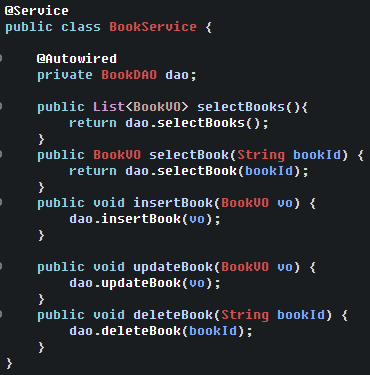 @Service
public class BookService {
@Autowired
private BookDAO dao;
public List<BookVO> selectBooks(){
return dao.selectBooks();
}
public BookVO selectBook(String bookId) {
return dao.selectBook(bookId);
}
public void insertBook(BookVO vo) {
dao.insertBook(vo);
}
public void updateBook(BookVO vo) {
dao.updateBook(vo);
}
public void deleteBook(String bookId) {
dao.deleteBook(bookId);
}
}